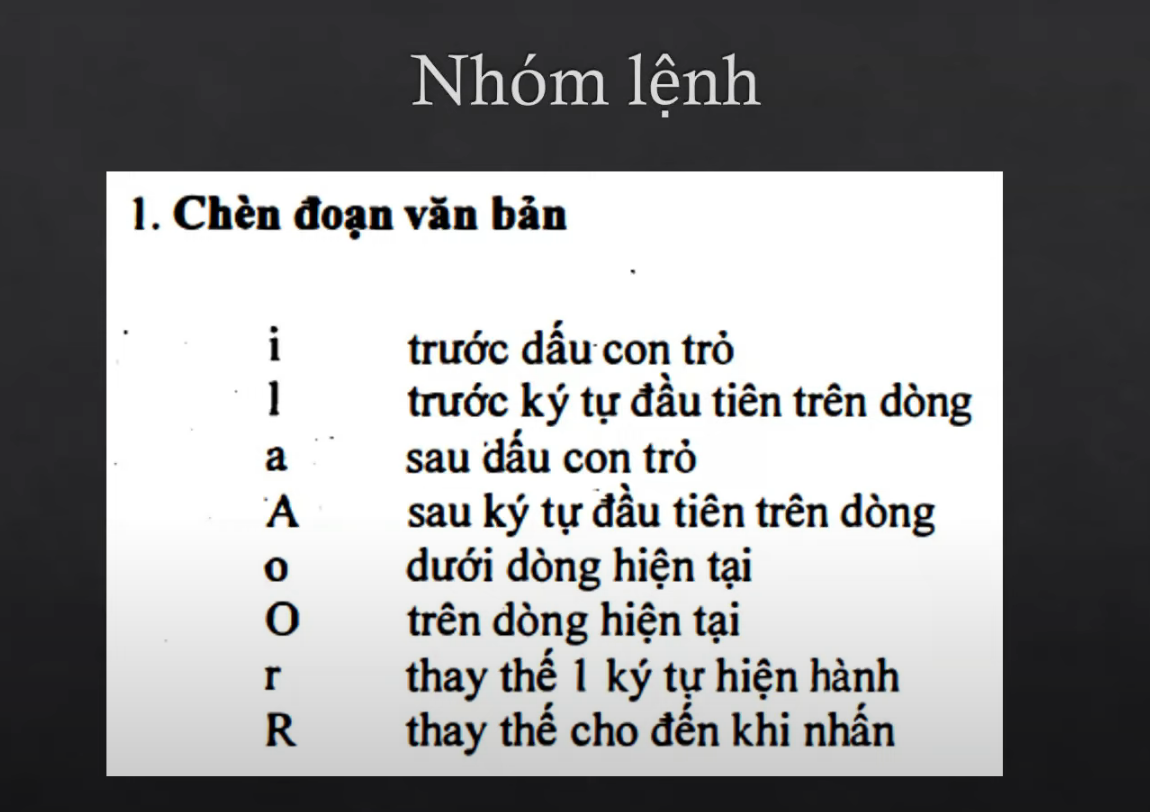 Nhóm lệnh
1. Chèn đoạn văn bản
i trước dấu con trỏ
l trước ký tự đầu tiên trên dòng
a sau dấu con trỏ
A sau ký tự đầu tiên trên dòng
o dưới dòng hiện tại
O trên dòng hiện tại
r thay thế 1 ký tự hiện hành
R thay thế cho đến khi nhấn